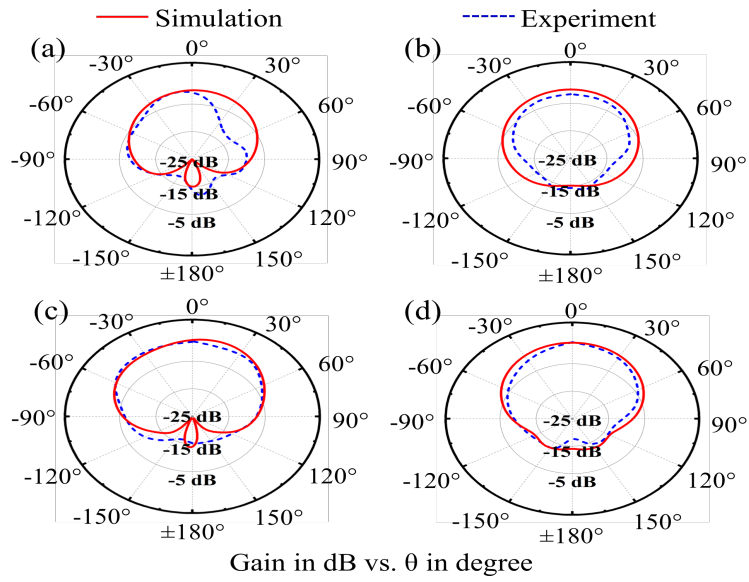 Simulation Experiment
(a) 0° (b) 0°
-30° 30° -30° 30°
-60° 60° -60° 60°
-90° -25 dB 90° -90° -25 dB 90°
-15 dB -15 dB
-120° -5 dB 120° -120° -5 dB 120°
-150° 150° -150° 150°
±180° ±180°
(c) 0° (d) 0°
-30° 30° -30° 30°
-60° 60° -60° 60°
-90° -25 dB 90° -90° -25 dB 90°
-15 dB -15 dB
-120° -5 dB 120° -120° -5 dB 120°
-150° 150° -150° 150°
±180° ±180°
Gain in dB vs. θ in degree